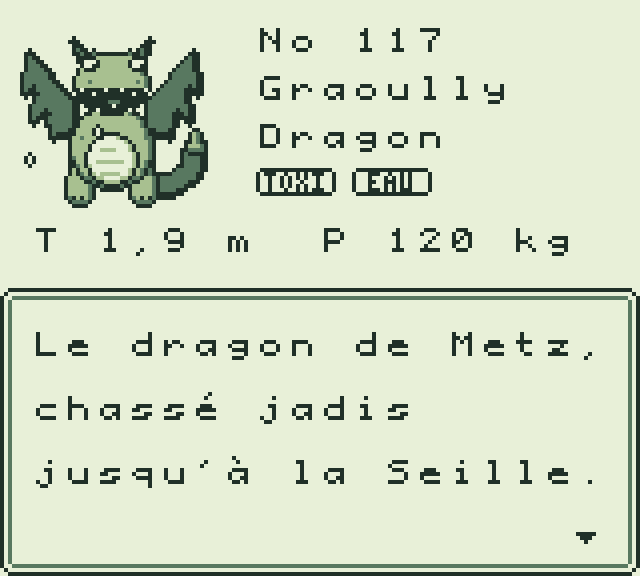 No 117
Graoully
Dragon
TOXI EAU
T 1,9 m P 120 kg
Le dragon de Metz,
chassé jadis
jusqu'à la Seille.